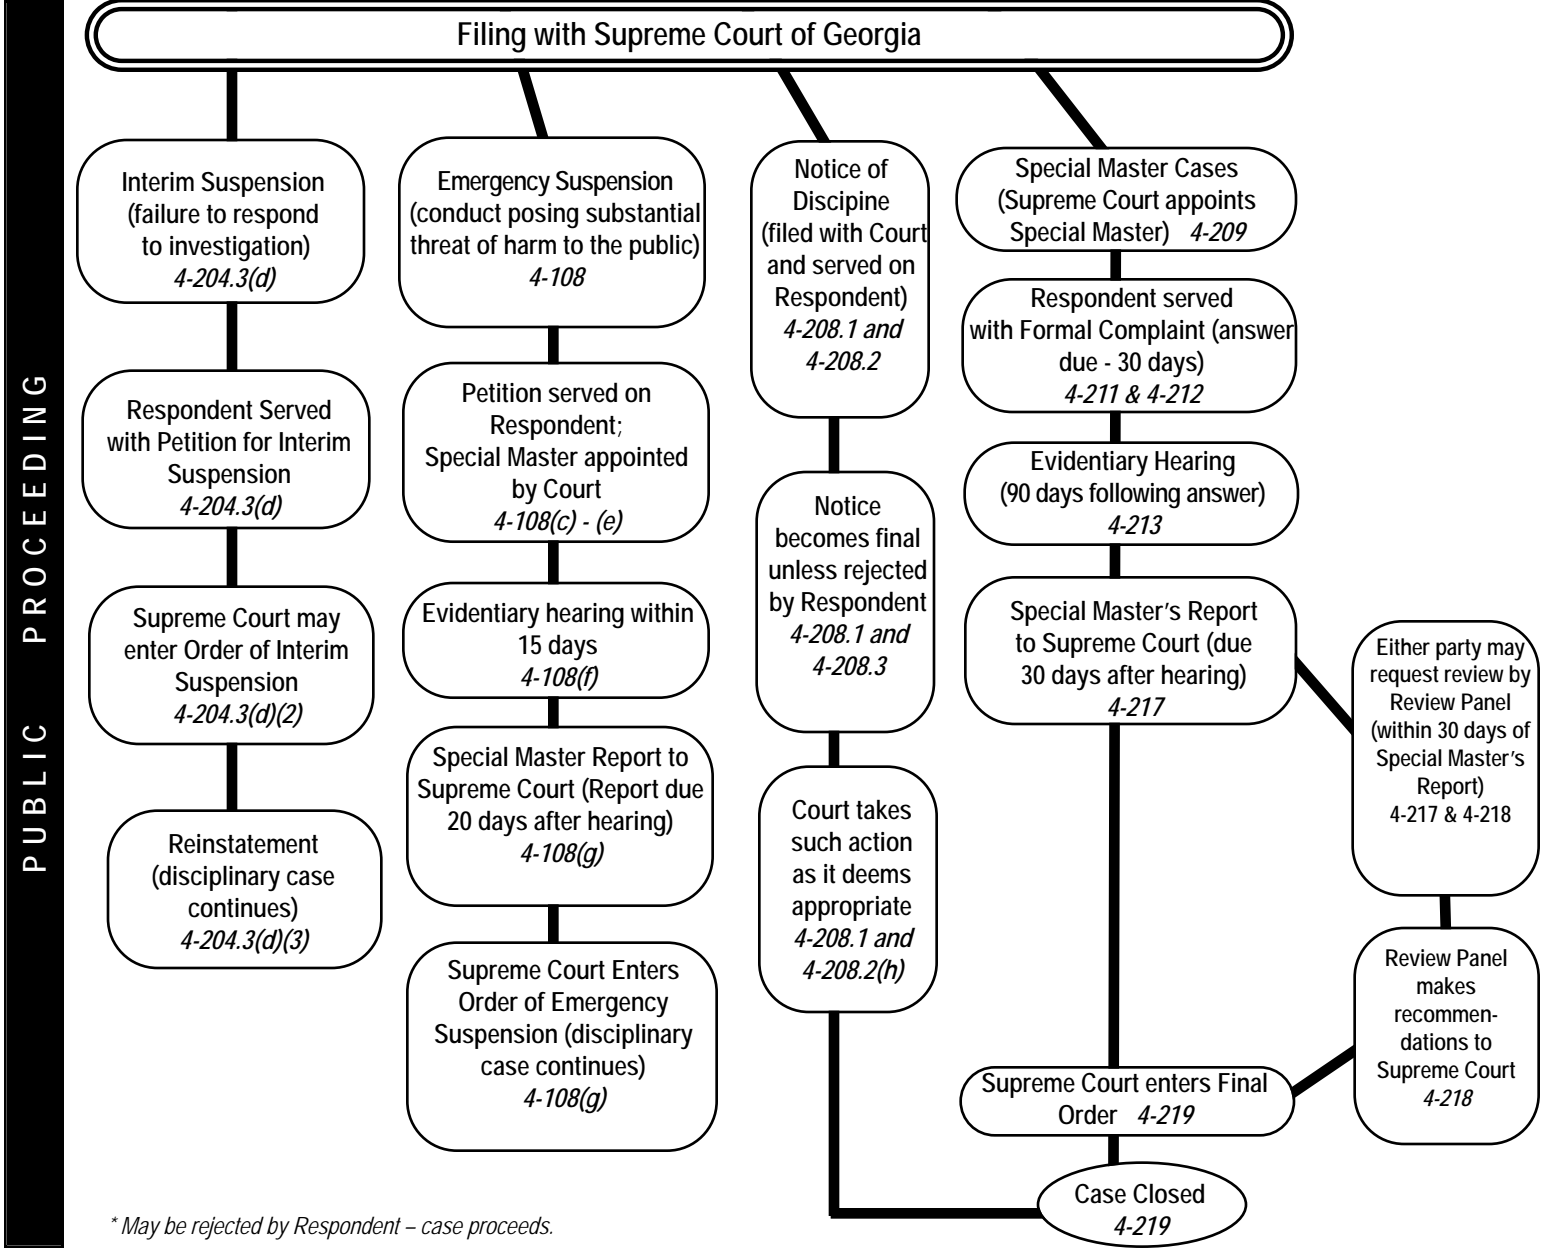 Filing with Supreme Court of Georgia
PUBLIC PROCEEDING
Interim Suspension
(failure to respond
to investigation)
4-204.3(d)
Respondent Served
with Petition for Interim
Suspension
4-204.3(d)
Supreme Court may
enter Order of Interim
Suspension
4-204.3(d)(2)
Reinstatement
(disciplinary case
continues)
4-204.3(d)(3)
Emergency Suspension
(conduct posing substantial
threat of harm to the public)
4-108
Petition served on
Respondent;
Special Master appointed
by Court
4-108(c) - (e)
Evidentiary hearing within
15 days
4-108(f)
Special Master Report to
Supreme Court (Report due
20 days after hearing)
4-108(g)
Supreme Court Enters
Order of Emergency
Suspension (disciplinary
case continues)
4-108(g)
Notice of
Discipine
(filed with Court
and served on
Respondent)
4-208.1 and
4-208.2
Notice
becomes final
unless rejected
by Respondent
4-208.1 and
4-208.3
Court takes
such action
as it deems
appropriate
4-208.1 and
4-208.2(h)
Special Master Cases
(Supreme Court appoints
Special Master) 4-209
Respondent served
with Formal Complaint (answer
due - 30 days)
4-211 & 4-212
Evidentiary Hearing
(90 days following answer)
4-213
Special Master’s Report
to Supreme Court (due
30 days after hearing)
4-217
Either party may
request review by
Review Panel
(within 30 days of
Special Master’s
Report)
4-217 & 4-218
Review Panel
makes
recommen-
dations to
Supreme Court
4-218
Supreme Court enters Final
Order 4-219
Case Closed
4-219
* May be rejected by Respondent – case proceeds.